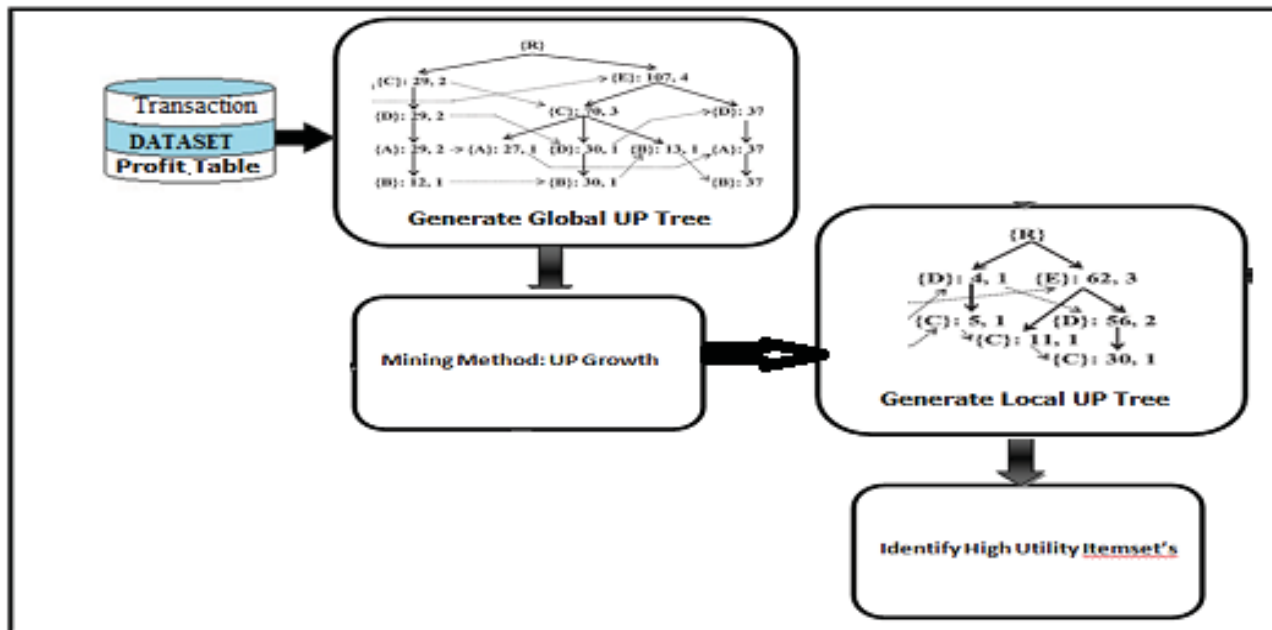 {R}
{C}: 29, 2 {E}: 107, 4
{D}: 29, 2 {C}: 70, 3 {D}: 37
{A}: 29, 2 -> {A}: 27, 1 {D}: 30, 1 {B}: 13, 1 {A}: 37
{B}: 12, 1 {B}: 30, 1 {B}: 37
Generate Global UP Tree
Transaction
DATASET
Profit Table
Mining Method: UP Growth
{R}
{D}: 4, 1 {E}: 62, 3
{C}: 5, 1 {D}: 56, 2
{C}: 11, 1
{C}: 30, 1
Generate Local UP Tree
Identify High Utility Itemset's